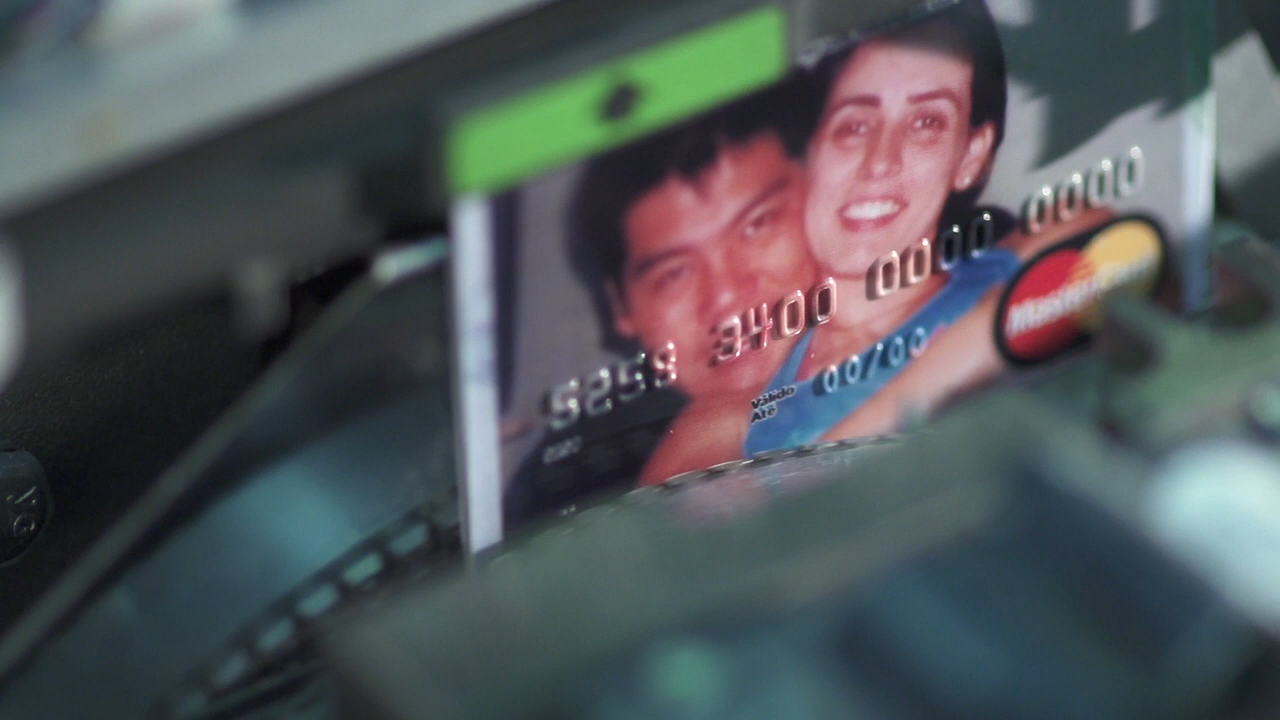 5259 3400 0000 0000
MasterCard
Válido
Até
00/00